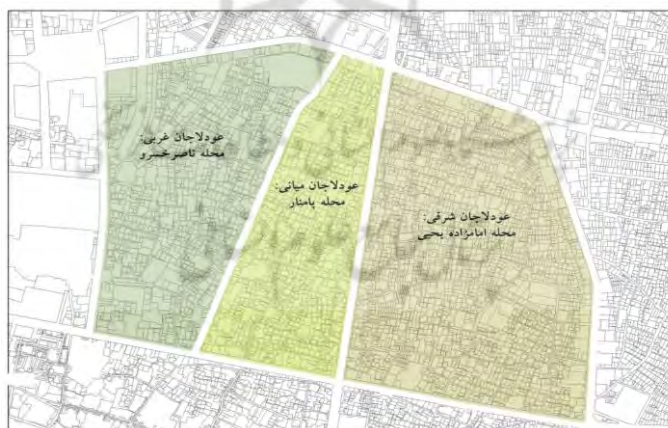 عودلاجان غربی:
محله ناصرخسرو
عودلاجان میانی:
محله پامنار
عودلاجان شرقی:
محله امامزاده یحیی